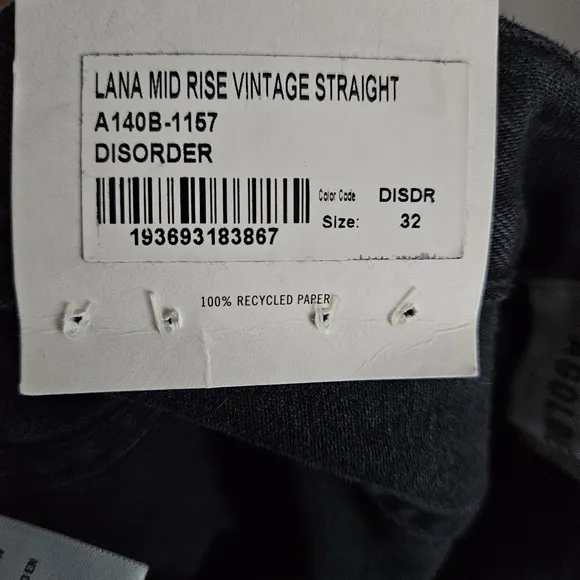 LANA MID RISE VINTAGE STRAIGHT
A140B-1157
DISORDER
Color Code DISDR
Size: 32
193693183867
100% RECYCLED PAPER